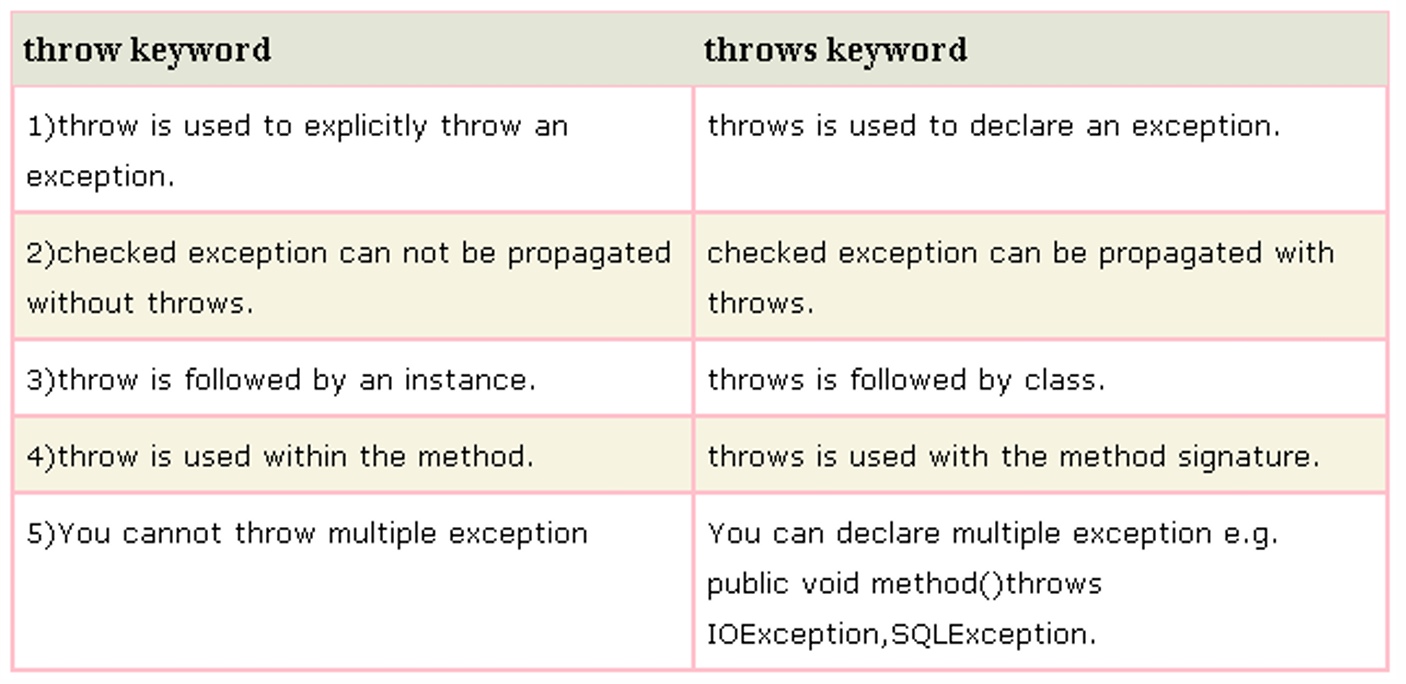 throw keyword
throws keyword
1)throw is used to explicitly throw an
exception.
throws is used to declare an exception.
2)checked exception can not be propagated
without throws.
checked exception can be propagated with
throws.
3)throw is followed by an instance.
throws is followed by class.
4)throw is used within the method.
throws is used with the method signature.
5)You cannot throw multiple exception
You can declare multiple exception e.g.
public void method()throws
IOException,SQLException.